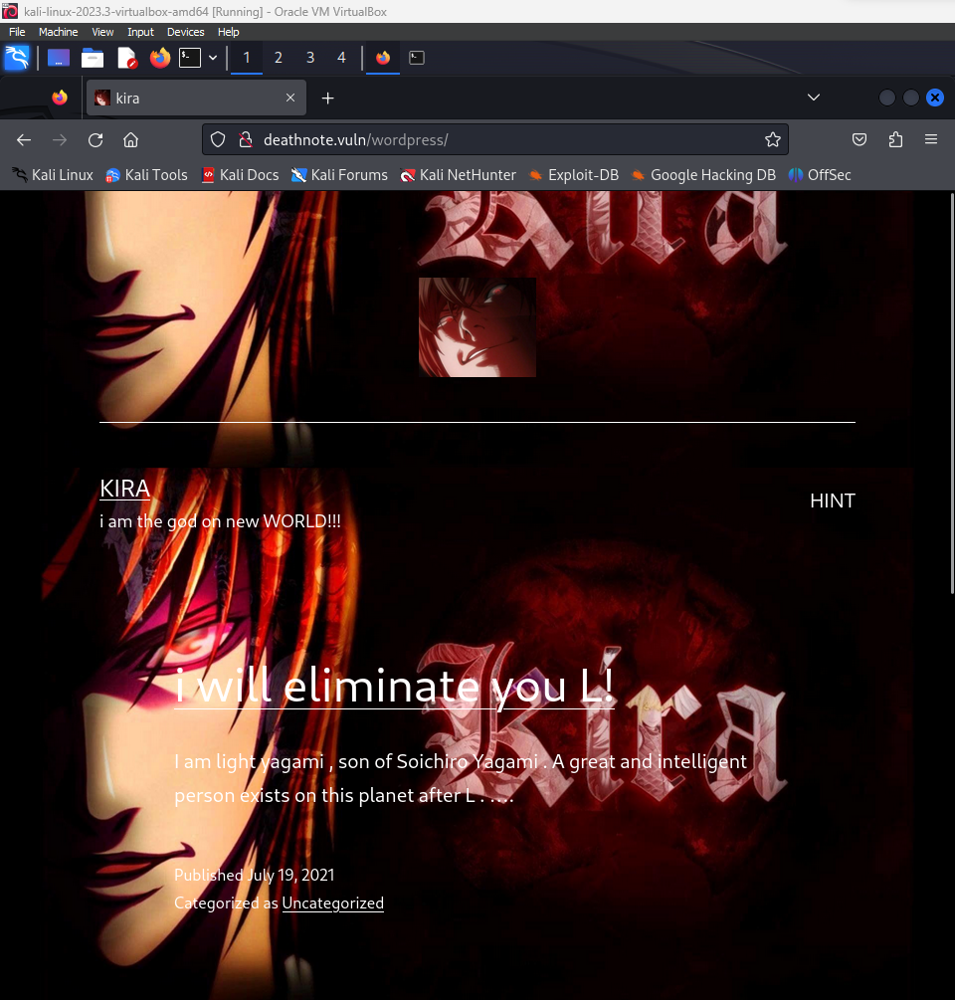 kali-linux-2023.3-virtualbox-amd64 [Running] - Oracle VM VirtualBox
File Machine View Input Devices Help
1 2 3 4
kira
deathnote.vuln/wordpress/
Kali Linux Kali Tools Kali Docs Kali Forums Kali NetHunter Exploit-DB Google Hacking DB OffSec
Kira
KIRA
HINT
i am the god on new WORLD!!!
i will eliminate you L!
Kira
I am light yagami , son of Soichiro Yagami . A great and intelligent
person exists on this planet after L . ….
Published July 19, 2021
Categorized as Uncategorized